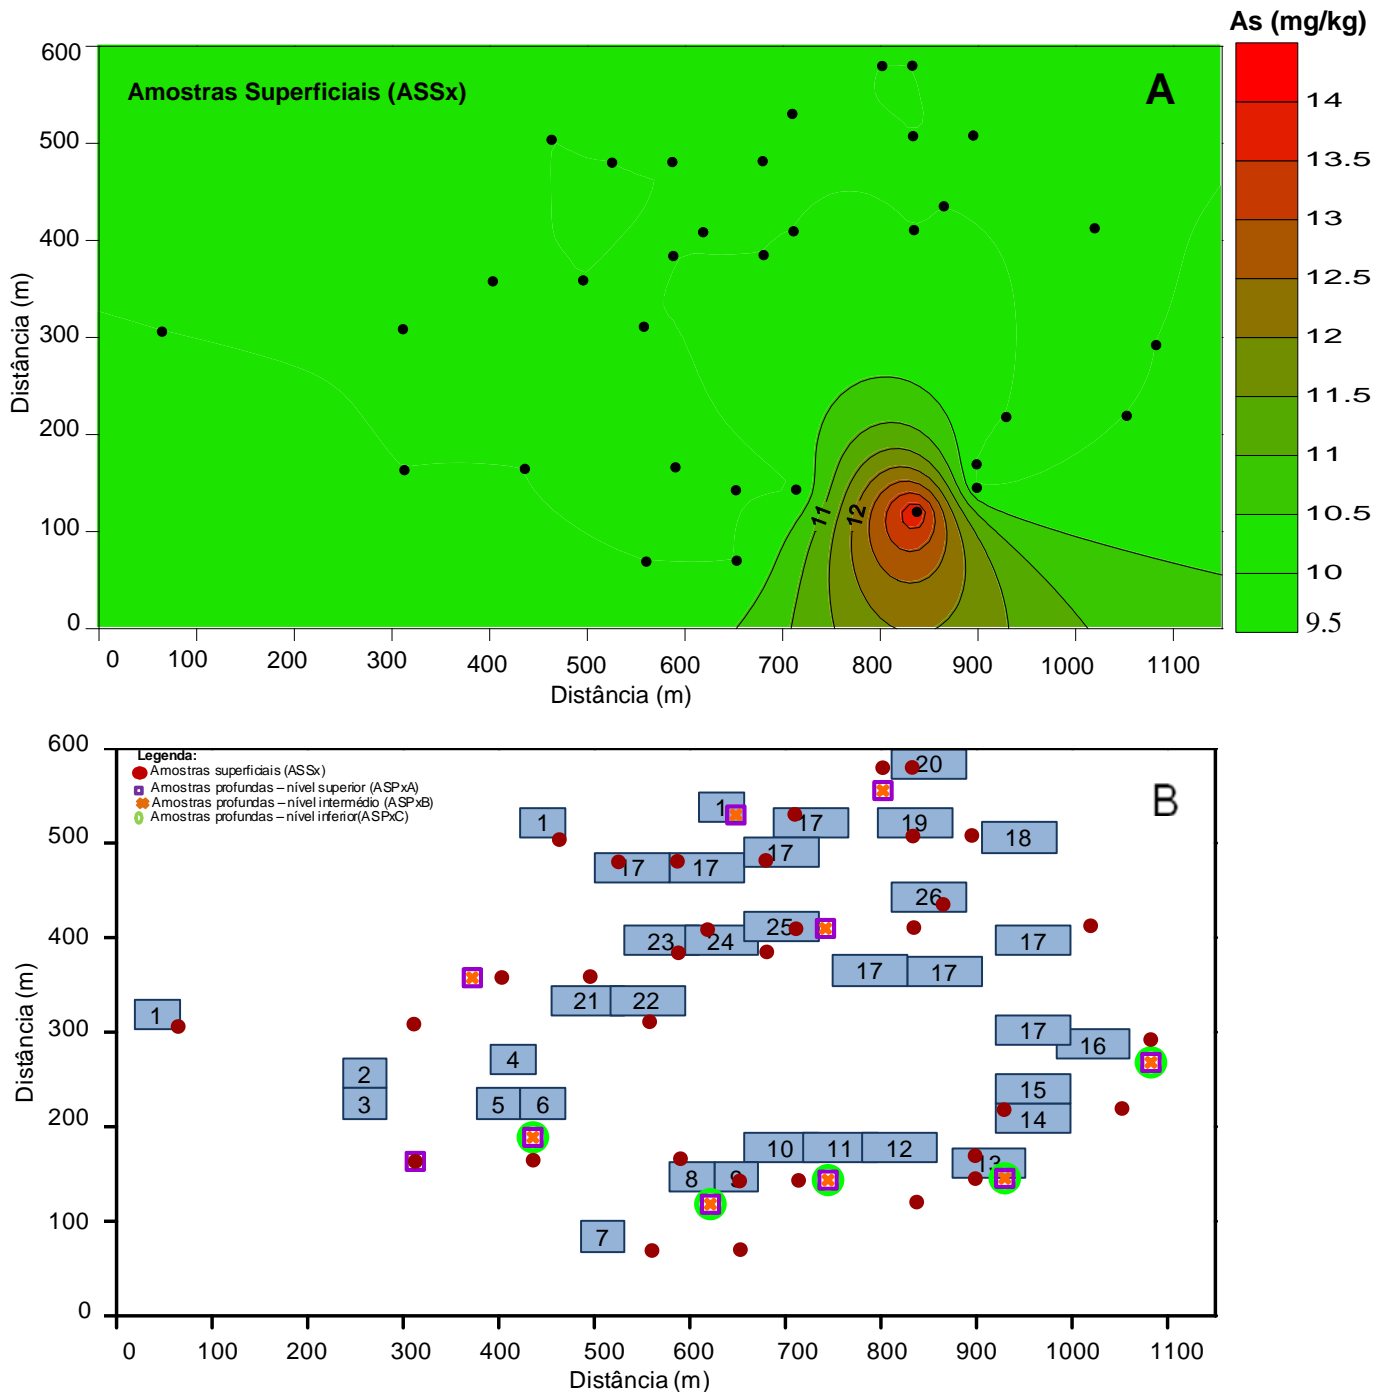 As (mg/kg)
Amostras Superficiais (ASSx)
A
600
500
400
300
200
100
0
Distância (m)
0 100 200 300 400 500 600 700 800 900 1000 1100
Distância (m)
11
12
14
13.5
13
12.5
12
11.5
11
10.5
10
9.5
B
Legenda:
Amostras superficiais (ASSx)
Amostras profundas – nível superior (ASPxA)
Amostras profundas – nível intermédio (ASPxB)
Amostras profundas – nível inferior(ASPxC)
600
500
400
300
200
100
0
Distância (m)
20
1
1 17 19 18
17
17 17
26
25
23 24 17
17 17
21 22
1
17
16
4
2
15
3 5 6
14
10 11 12
13
8 9
7
0 100 200 300 400 500 600 700 800 900 1000 1100
Distância (m)